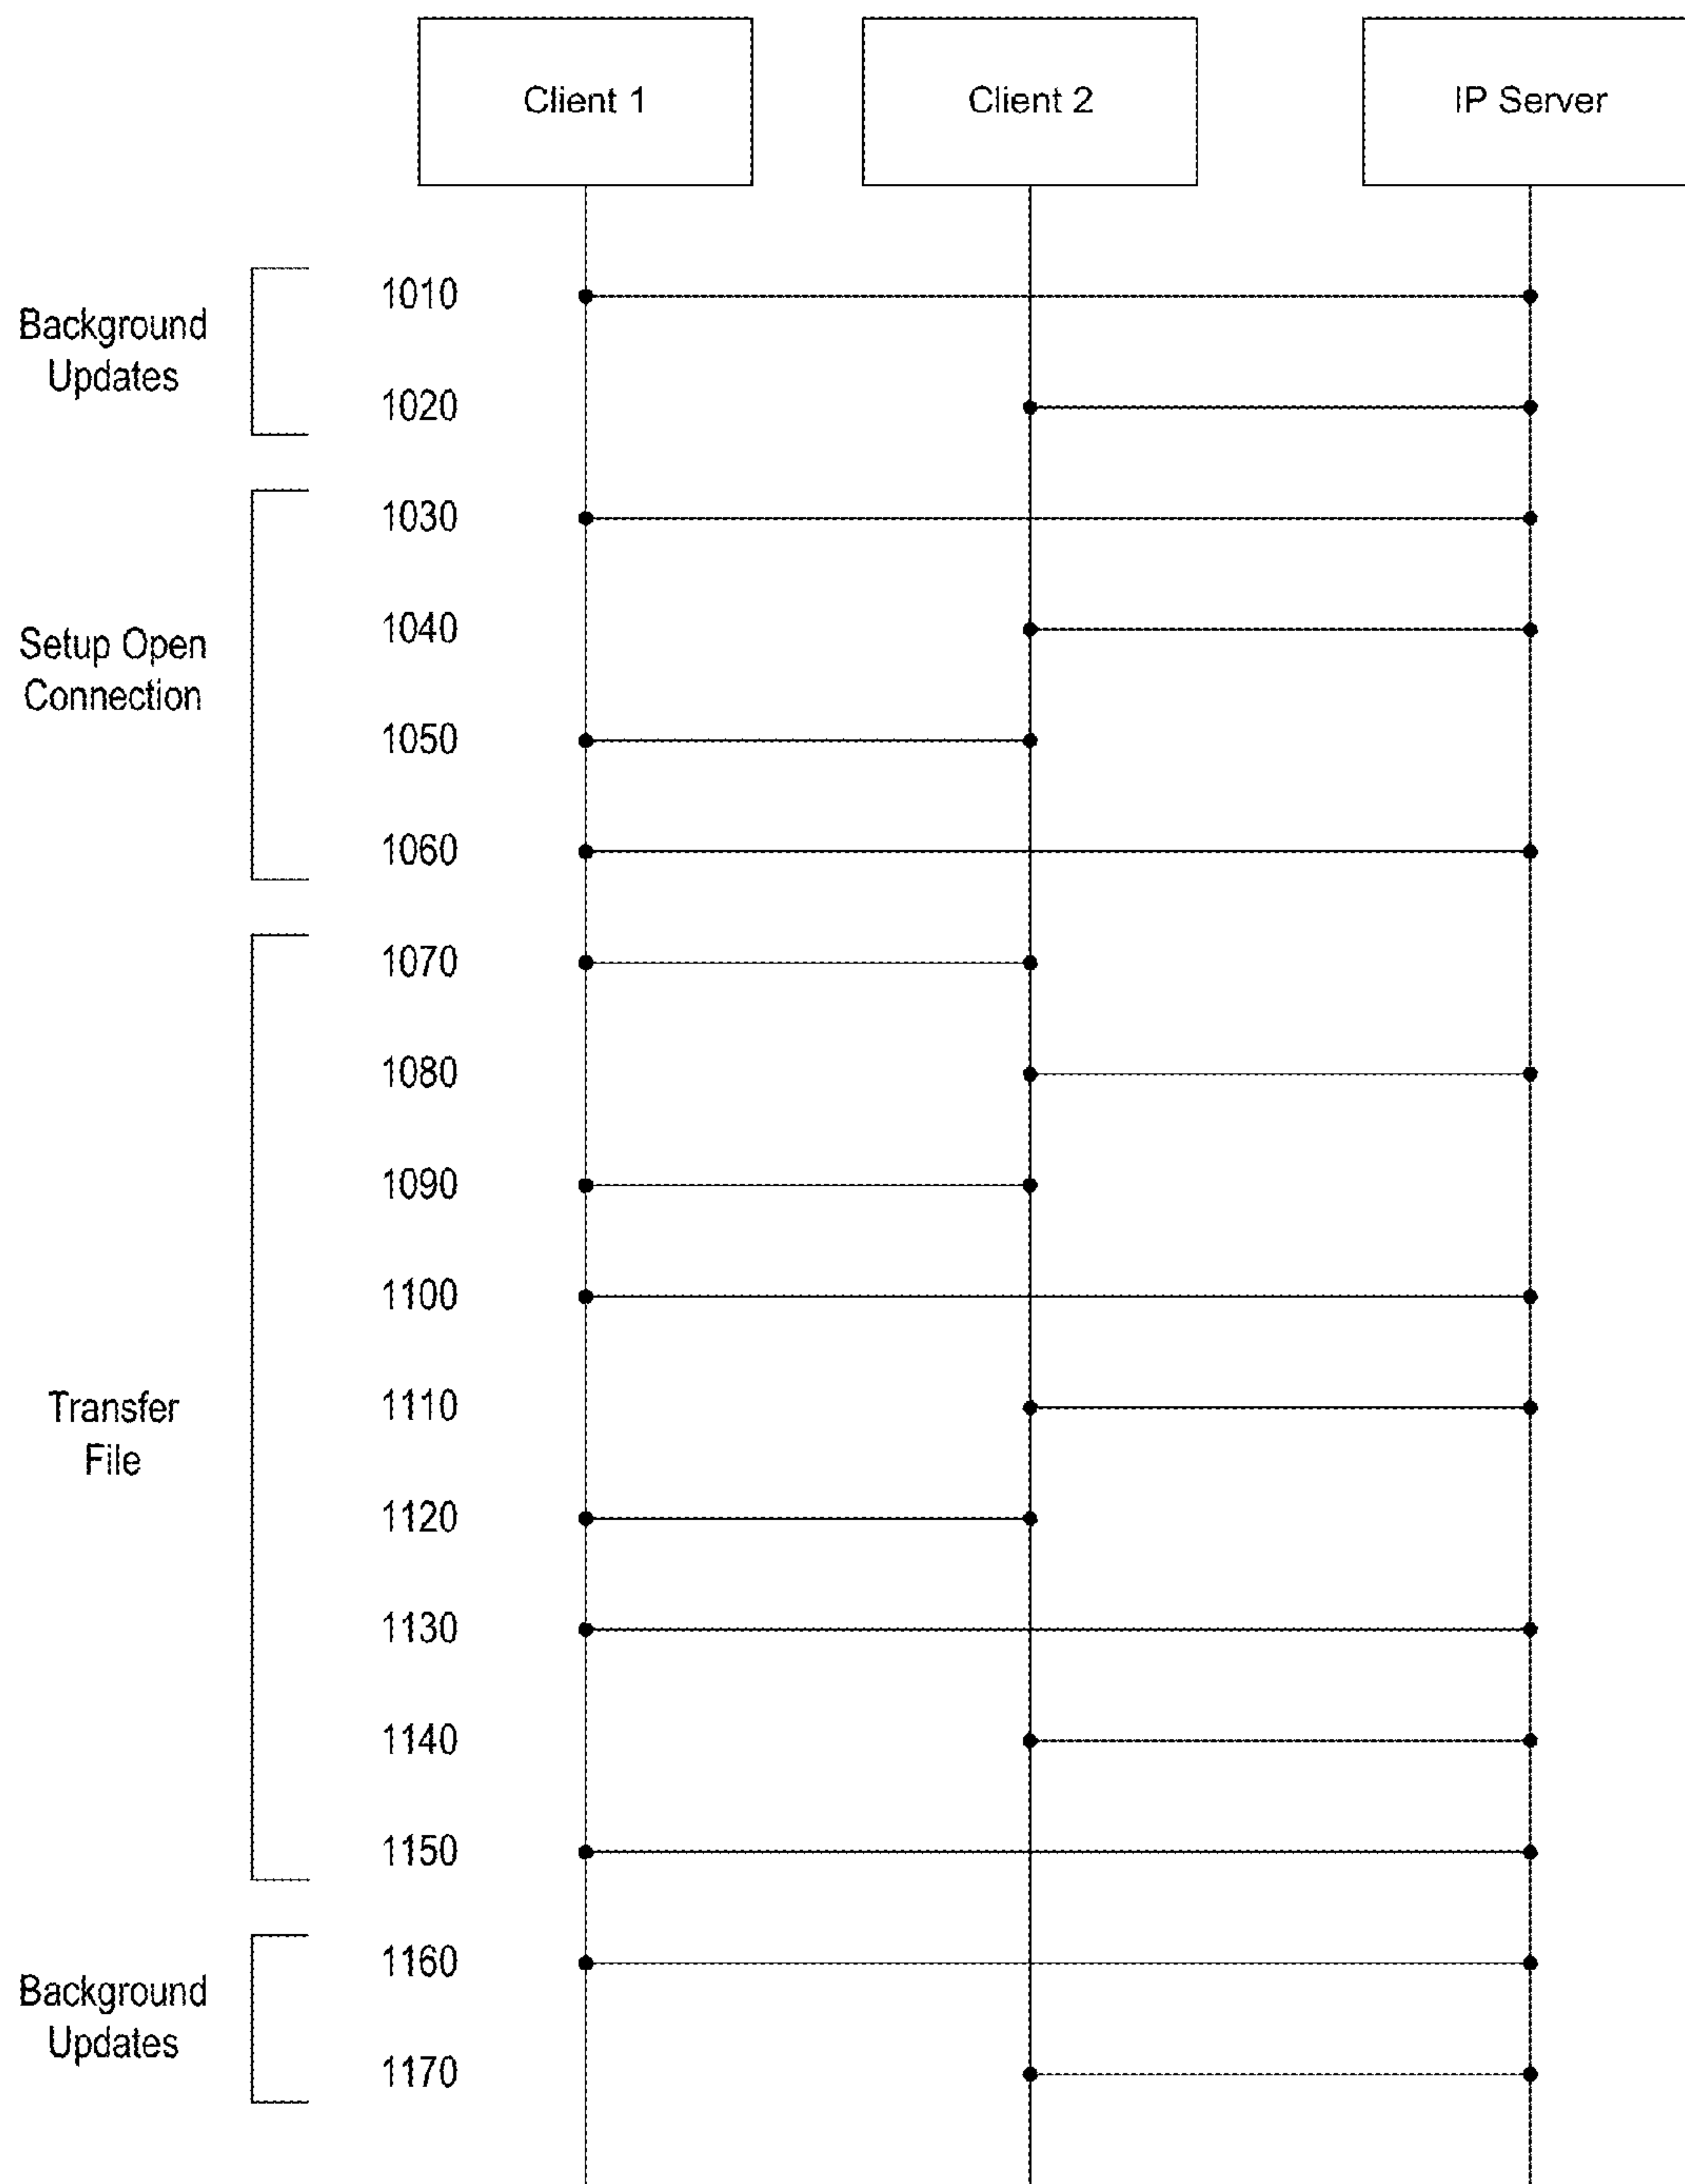 Client 1
Client 2
IP Server
Background
Updates
1010
1020
Setup Open
Connection
1030
1040
1050
1060
Transfer
File
1070
1080
1090
1100
1110
1120
1130
1140
1150
Background
Updates
1160
1170